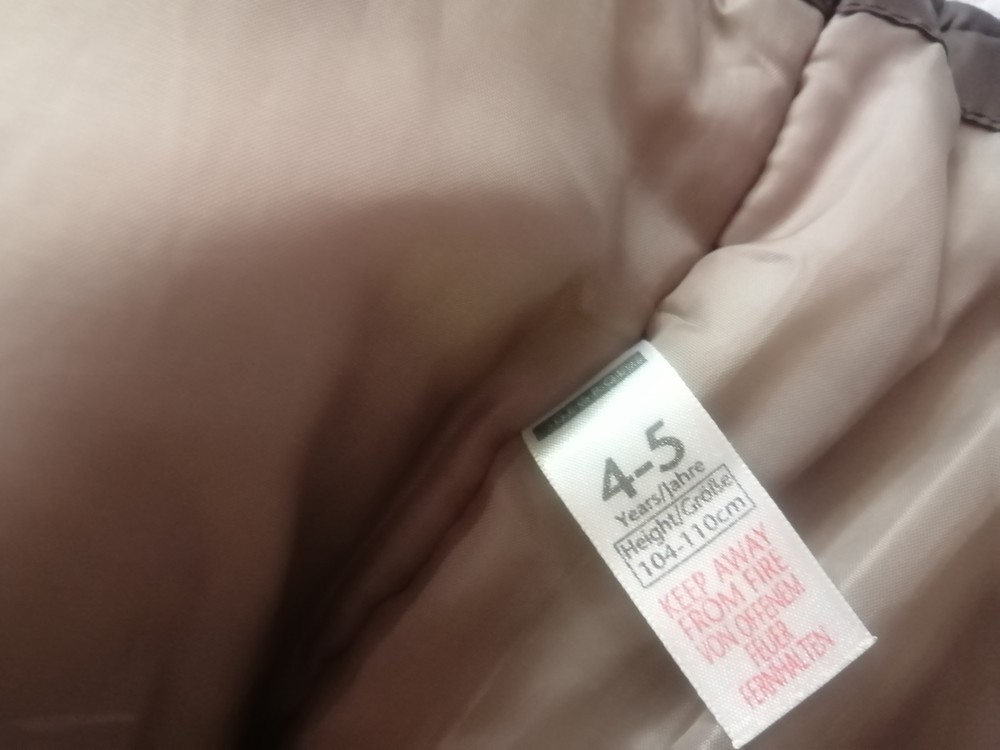 4-5
Years/Jahre
Height/Größe
104-110cm
KEEP AWAY
FROM FIRE
VON OFFENEM
FEUER
FERNHALTEN